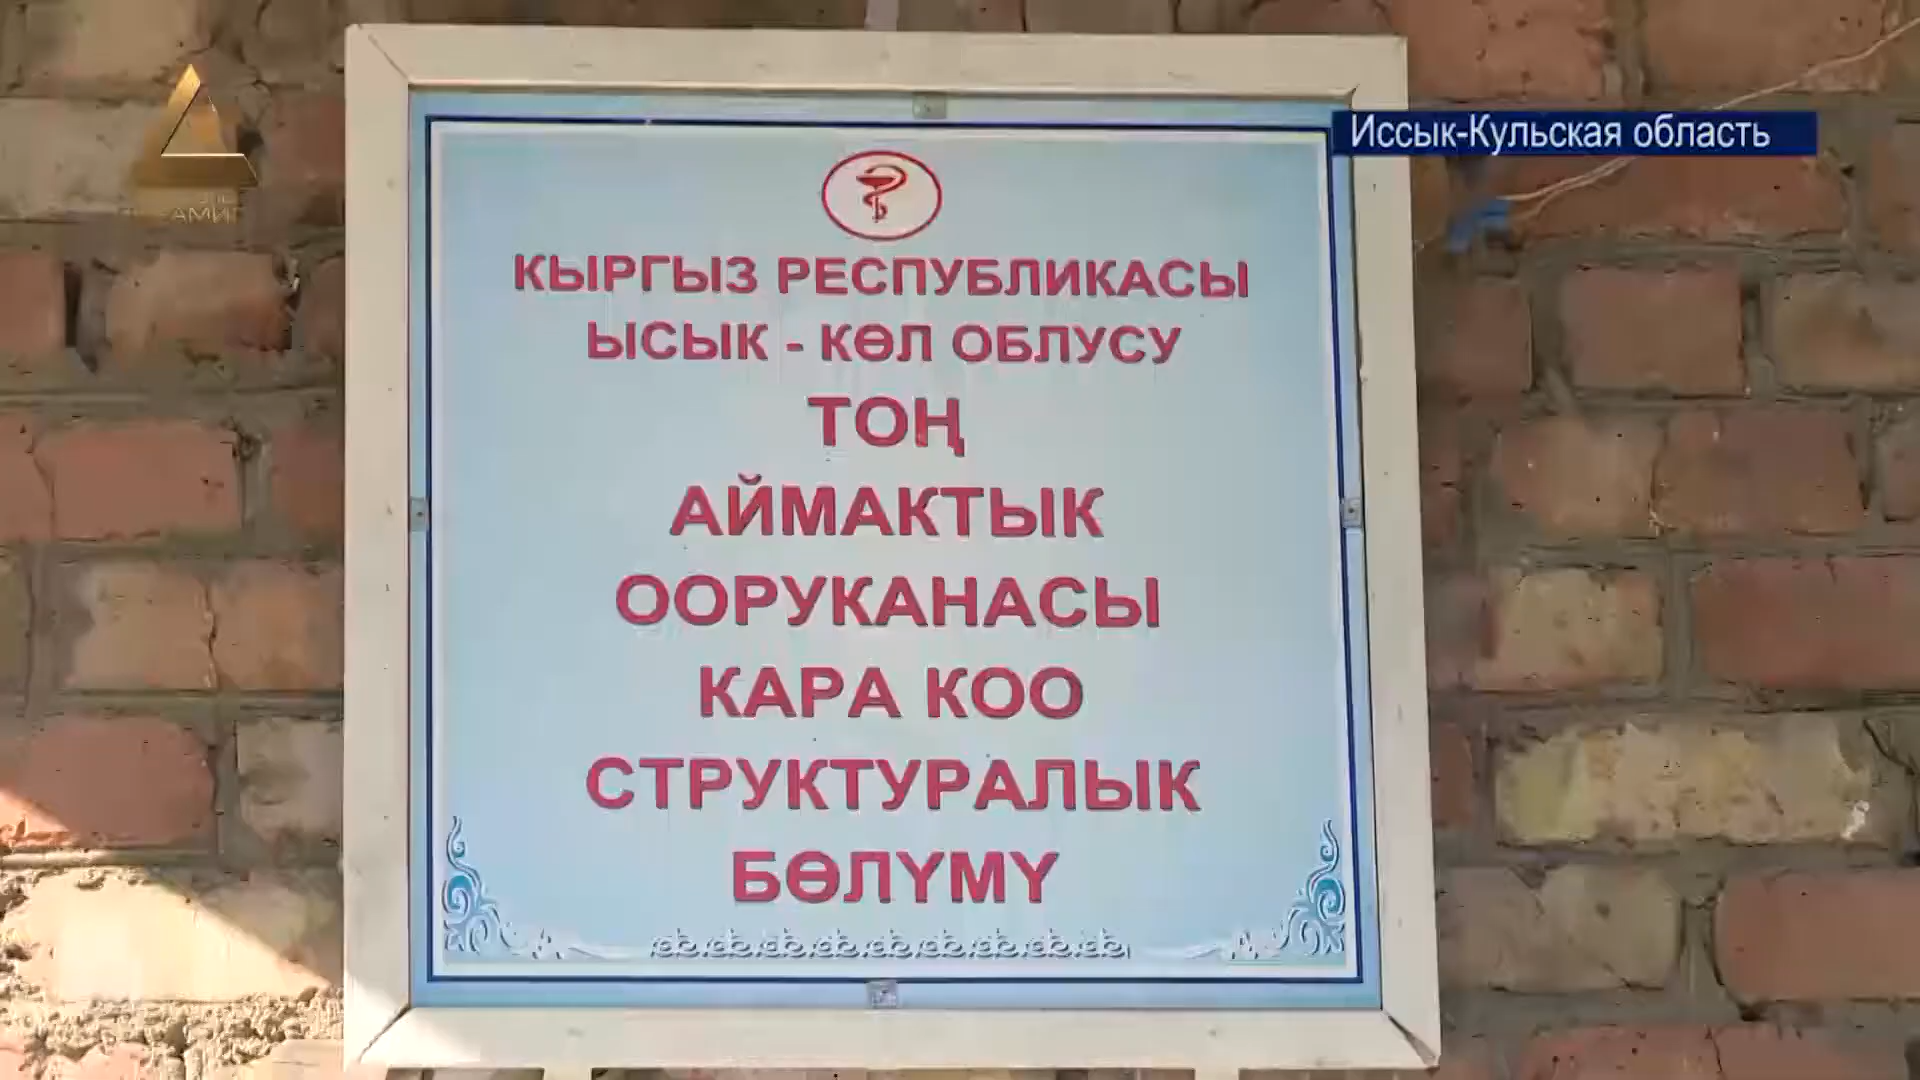 Иссык-Кульская область
КЫРГЫЗ РЕСПУБЛИКАСЫ
ЫСЫК - КӨЛ ОБЛУСУ
ТОҢ
АЙМАКТЫК
ООРУКАНАСЫ
КАРА КОО
СТРУКТУРАЛЫК
БӨЛҮМҮ